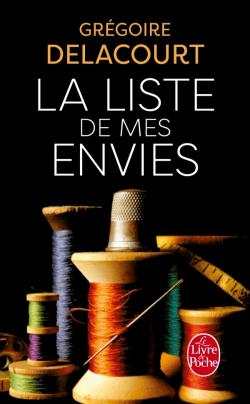 GRÉGOIRE
DELACOURT
LA LISTE
DE MES
ENVIES
Le
Livre
de
Poche